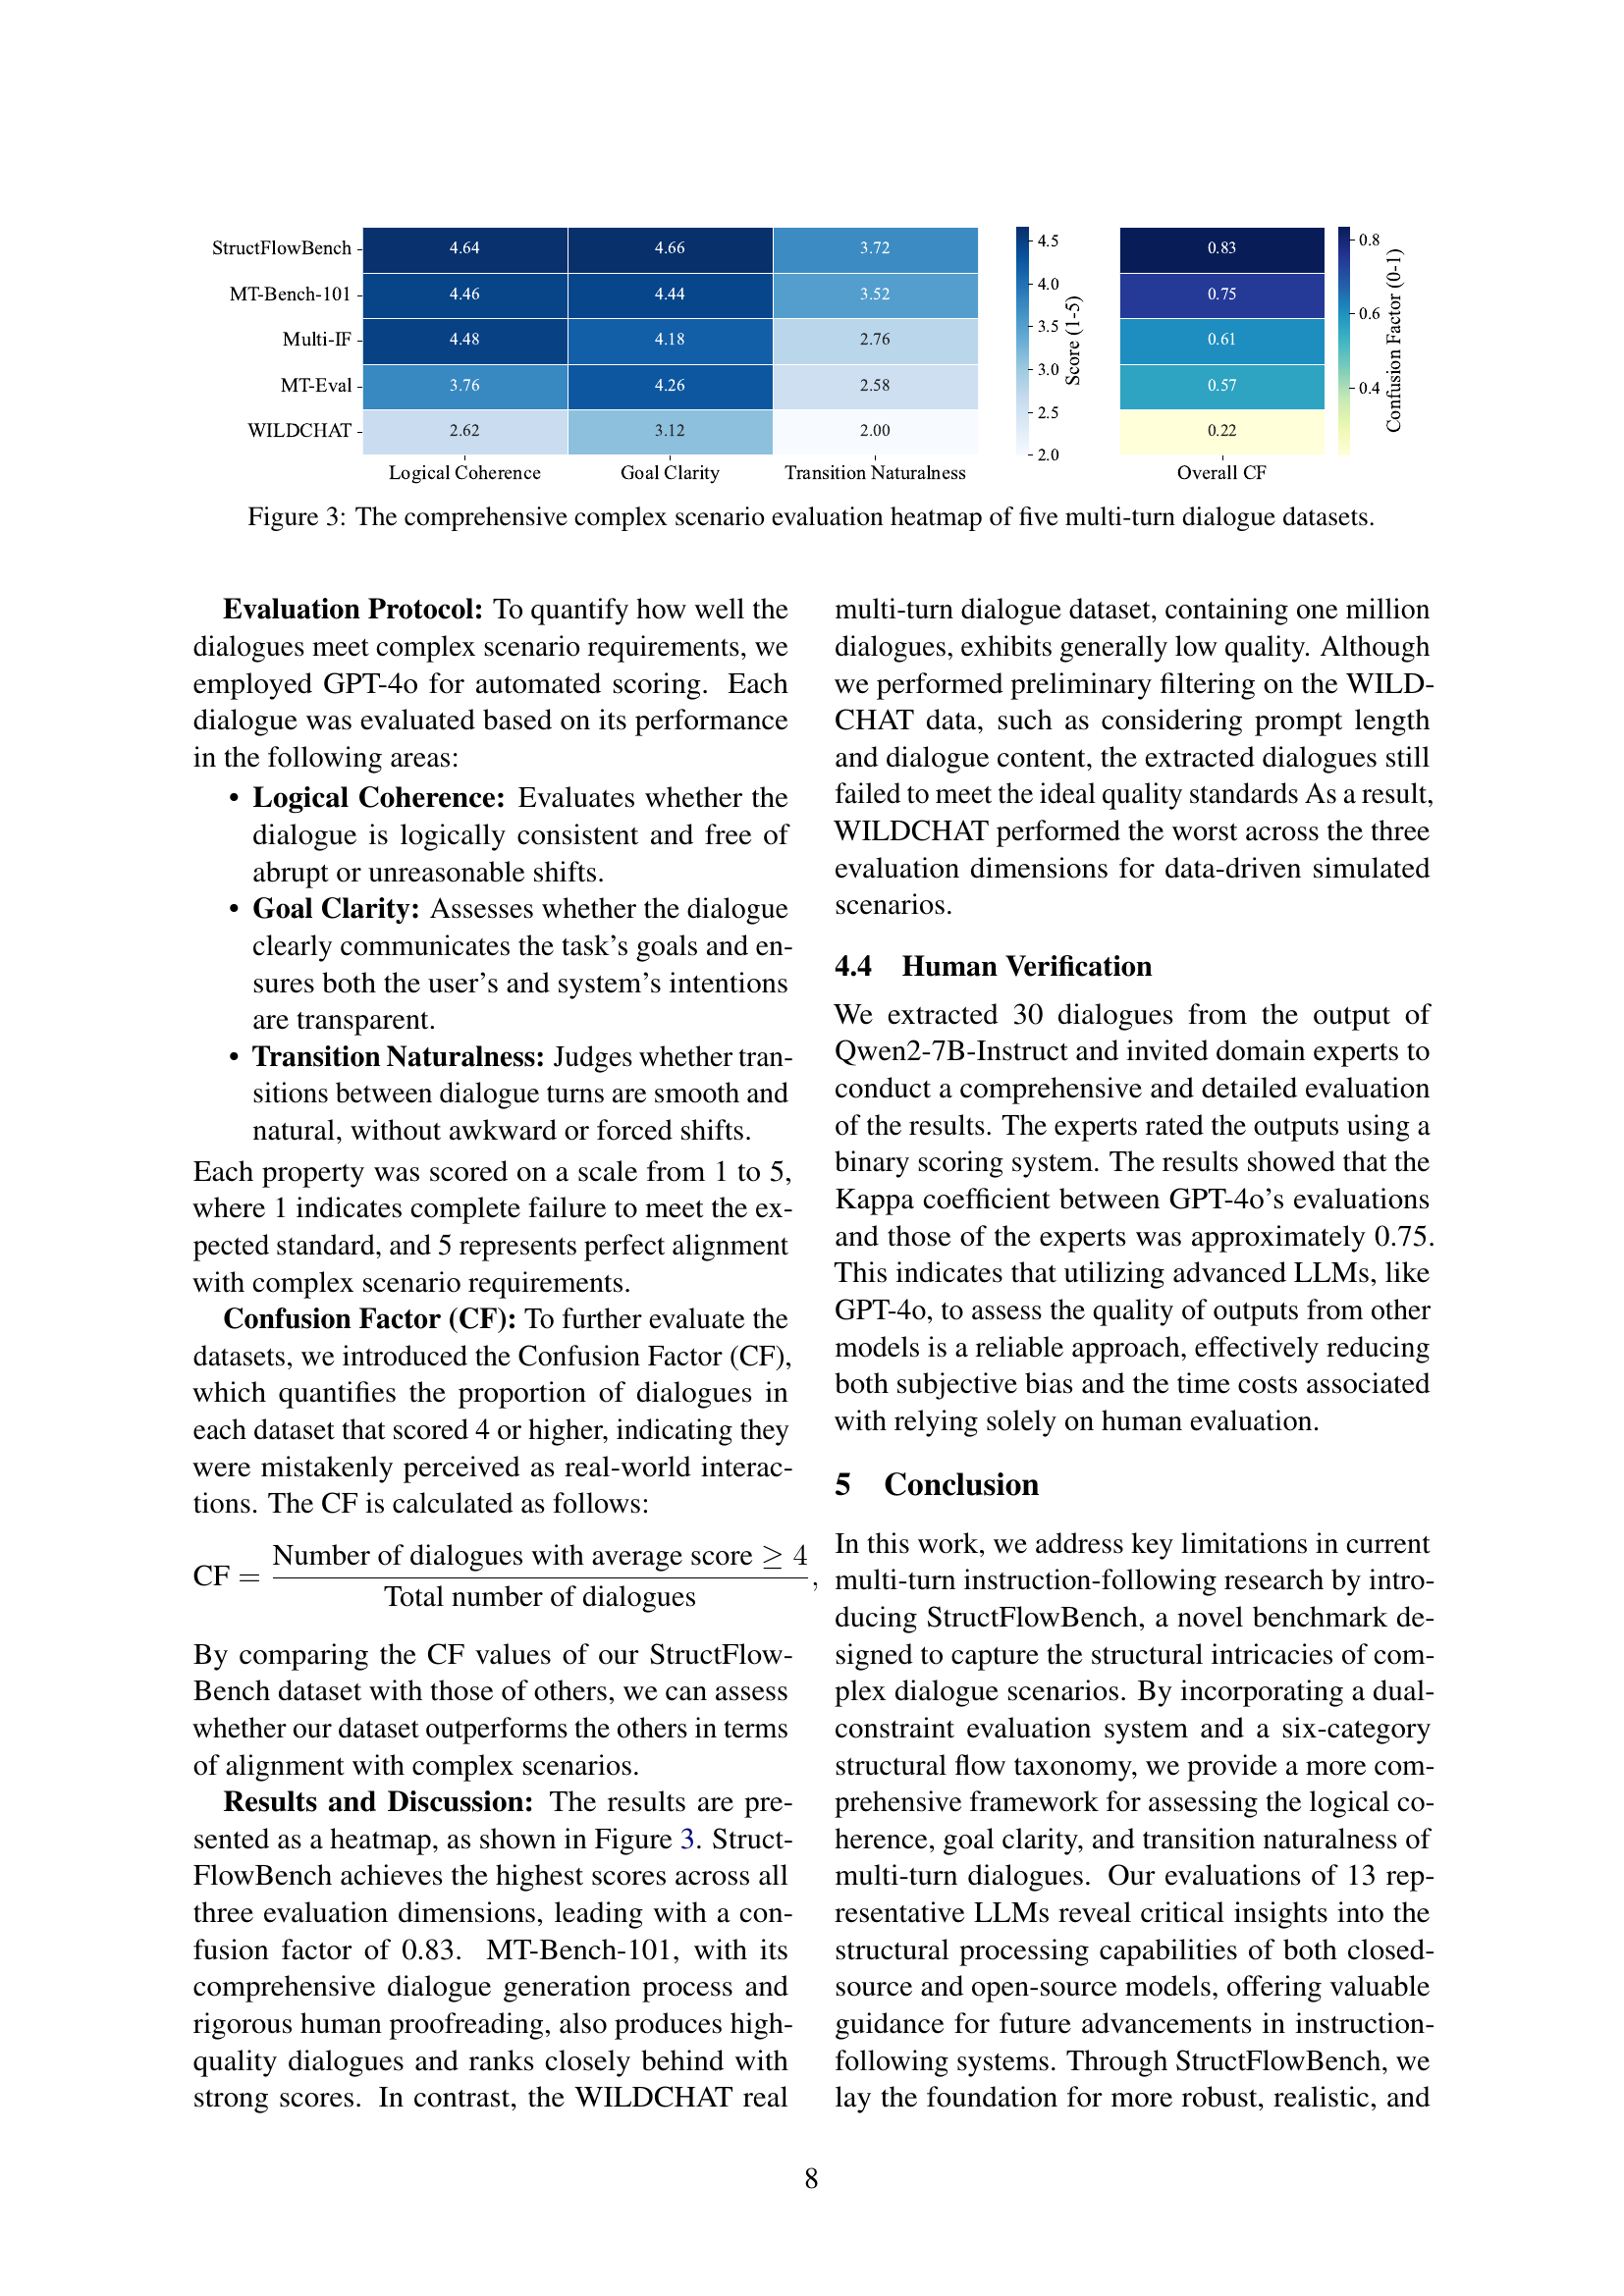 StructFlowBench 4.64 4.66 3.72 0.83
MT-Bench-101 4.46 4.44 3.52 0.75
Multi-IF 4.48 4.18 2.76 0.61
MT-Eval 3.76 4.26 2.58 0.57
WILDCHAT 2.62 3.12 2.00 0.22
Logical Coherence Goal Clarity Transition Naturalness Overall CF
4.5
4.0
3.5
3.0
2.5
2.0
Score (1-5)
0.8
0.6
0.4
Confusion Factor (0-1)
Figure 3: The comprehensive complex scenario evaluation heatmap of five multi-turn dialogue datasets.
Evaluation Protocol: To quantify how well the
dialogues meet complex scenario requirements, we
employed GPT-4o for automated scoring. Each
dialogue was evaluated based on its performance
in the following areas:
• Logical Coherence: Evaluates whether the
dialogue is logically consistent and free of
abrupt or unreasonable shifts.
• Goal Clarity: Assesses whether the dialogue
clearly communicates the task's goals and en-
sures both the user's and system's intentions
are transparent.
• Transition Naturalness: Judges whether tran-
sitions between dialogue turns are smooth and
natural, without awkward or forced shifts.
Each property was scored on a scale from 1 to 5,
where 1 indicates complete failure to meet the ex-
pected standard, and 5 represents perfect alignment
with complex scenario requirements.
Confusion Factor (CF): To further evaluate the
datasets, we introduced the Confusion Factor (CF),
which quantifies the proportion of dialogues in
each dataset that scored 4 or higher, indicating they
were mistakenly perceived as real-world interac-
tions. The CF is calculated as follows:
CF = Number of dialogues with average score ≥ 4 / Total number of dialogues,
By comparing the CF values of our StructFlow-
Bench dataset with those of others, we can assess
whether our dataset outperforms the others in terms
of alignment with complex scenarios.
Results and Discussion: The results are pre-
sented as a heatmap, as shown in Figure 3. Struct-
FlowBench achieves the highest scores across all
three evaluation dimensions, leading with a con-
fusion factor of 0.83. MT-Bench-101, with its
comprehensive dialogue generation process and
rigorous human proofreading, also produces high-
quality dialogues and ranks closely behind with
strong scores. In contrast, the WILDCHAT real
multi-turn dialogue dataset, containing one million
dialogues, exhibits generally low quality. Although
we performed preliminary filtering on the WILD-
CHAT data, such as considering prompt length
and dialogue content, the extracted dialogues still
failed to meet the ideal quality standards As a result,
WILDCHAT performed the worst across the three
evaluation dimensions for data-driven simulated
scenarios.
4.4 Human Verification
We extracted 30 dialogues from the output of
Qwen2-7B-Instruct and invited domain experts to
conduct a comprehensive and detailed evaluation
of the results. The experts rated the outputs using a
binary scoring system. The results showed that the
Kappa coefficient between GPT-4o's evaluations
and those of the experts was approximately 0.75.
This indicates that utilizing advanced LLMs, like
GPT-4o, to assess the quality of outputs from other
models is a reliable approach, effectively reducing
both subjective bias and the time costs associated
with relying solely on human evaluation.
5 Conclusion
In this work, we address key limitations in current
multi-turn instruction-following research by intro-
ducing StructFlowBench, a novel benchmark de-
signed to capture the structural intricacies of com-
plex dialogue scenarios. By incorporating a dual-
constraint evaluation system and a six-category
structural flow taxonomy, we provide a more com-
prehensive framework for assessing the logical co-
herence, goal clarity, and transition naturalness of
multi-turn dialogues. Our evaluations of 13 rep-
resentative LLMs reveal critical insights into the
structural processing capabilities of both closed-
source and open-source models, offering valuable
guidance for future advancements in instruction-
following systems. Through StructFlowBench, we
lay the foundation for more robust, realistic, and
8